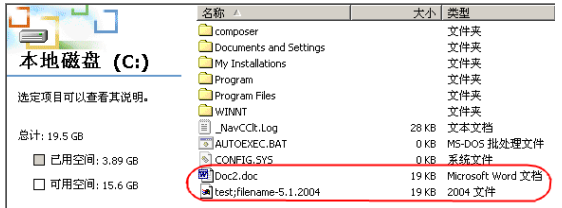 本地磁盘 (C:)
选定项目可以查看其说明。
总计: 19.5 GB
已用空间: 3.89 GB
可用空间: 15.6 GB
名称 大小 类型
composer 文件夹
Documents and Settings 文件夹
My Installations 文件夹
Program 文件夹
Program Files 文件夹
WINNT 文件夹
_NavCClt.Log 28 KB 文本文档
AUTOEXEC.BAT 0 KB MS-DOS 批处理文件
CONFIG.SYS 0 KB 系统文件
Doc2.doc 19 KB Microsoft Word 文档
test;filename-5.1.2004 19 KB 2004 文件